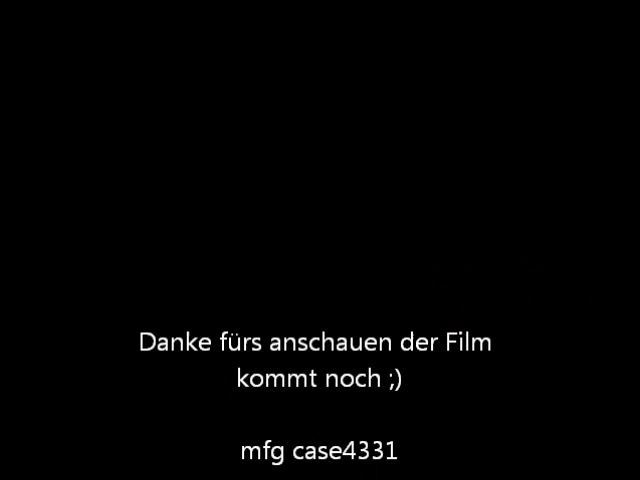 Danke fürs anschauen der Film
kommt noch ;)
mfg case4331